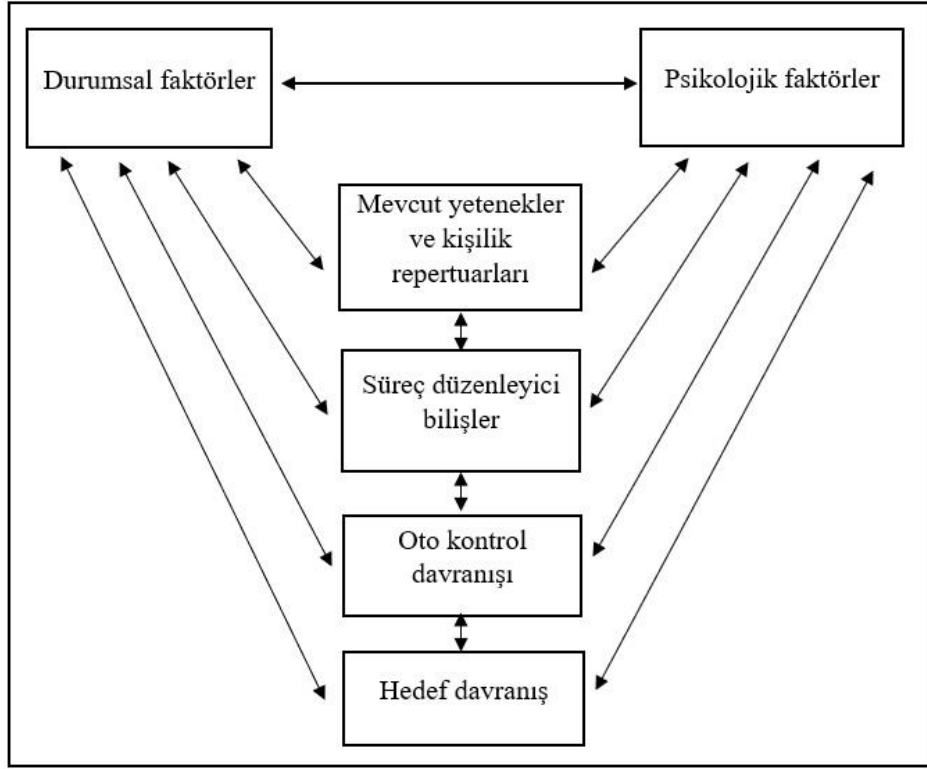 Durumsal faktörler
Psikolojik faktörler
Mevcut yetenekler
ve kişilik
repertuarları
Süreç düzenleyici
bilişler
Oto kontrol
davranışı
Hedef davranış